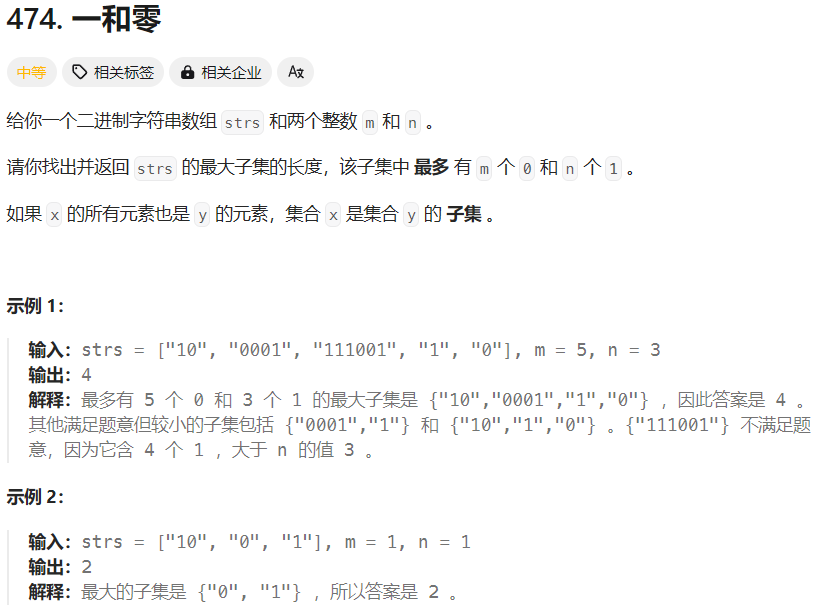 474. 一和零
中等 相关标签 相关企业 Aあ
给你一个二进制字符串数组 strs 和两个整数 m 和 n 。
请你找出并返回 strs 的最大子集的长度，该子集中 最多 有 m 个 0 和 n 个 1 。
如果 x 的所有元素也是 y 的元素，集合 x 是集合 y 的 子集 。
示例 1：
输入：strs = ["10", "0001", "111001", "1", "0"], m = 5, n = 3
输出：4
解释：最多有 5 个 0 和 3 个 1 的最大子集是 {"10","0001","1","0"} ，因此答案是 4 。
其他满足题意但较小的子集包括 {"0001","1"} 和 {"10","1","0"} 。{"111001"} 不满足题
意，因为它含 4 个 1 ，大于 n 的值 3 。
示例 2：
输入：strs = ["10", "0", "1"], m = 1, n = 1
输出：2
解释：最大的子集是 {"0", "1"} ，所以答案是 2 。